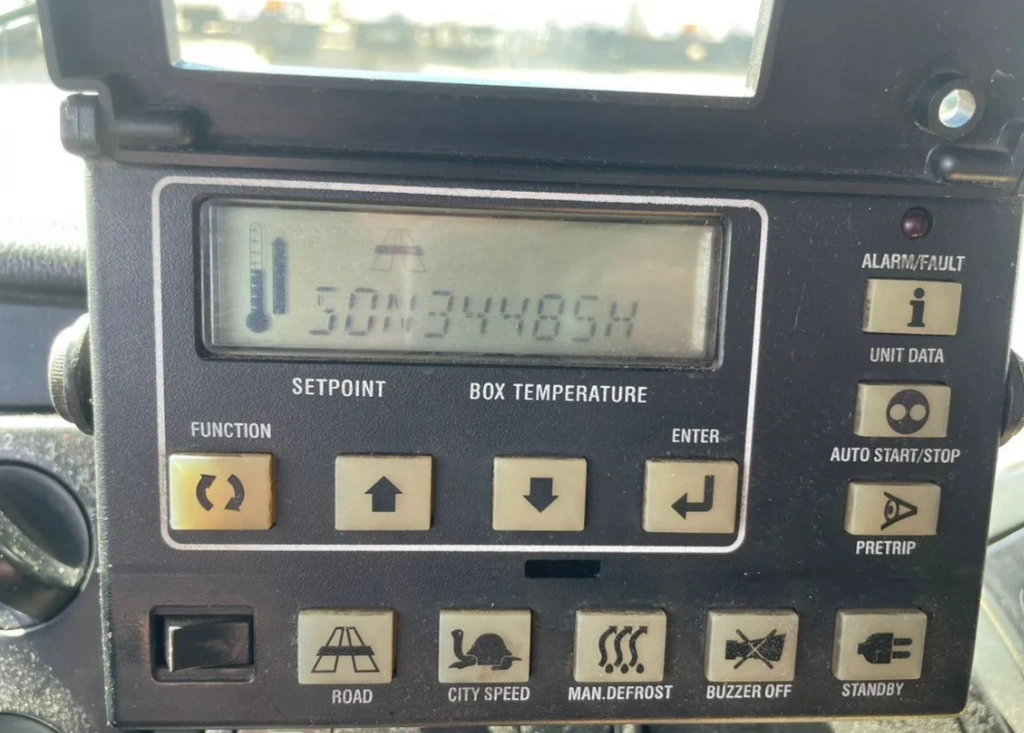 SON34485H
SETPOINT
BOX TEMPERATURE
ALARM/FAULT
i
UNIT DATA
FUNCTION
ENTER
AUTO START/STOP
PRETRIP
ROAD
CITY SPEED
MAN.DEFROST
BUZZER OFF
STANDBY